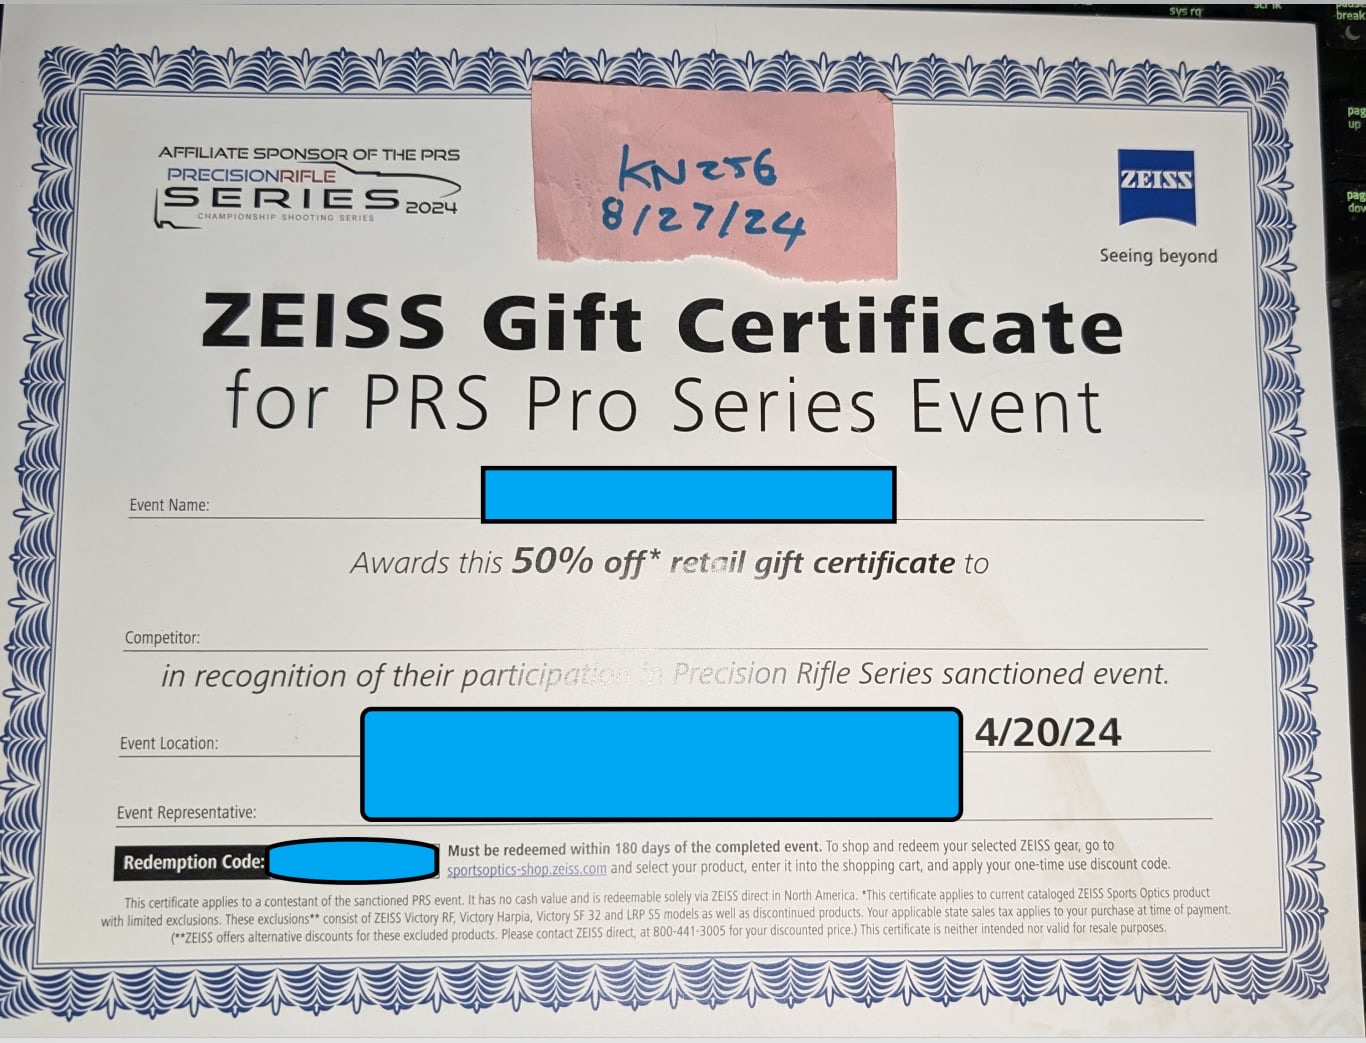 sys rq
break
pag
up
pag
dow
AFFILIATE SPONSOR OF THE PRS
PRECISIONRIFLE
SERIES 2024
CHAMPIONSHIP SHOOTING SERIES
KN256
8/27/24
ZEISS
Seeing beyond
ZEISS Gift Certificate
for PRS Pro Series Event
Event Name:
Awards this 50% off* retail gift certificate to
Competitor:
in recognition of their participation in Precision Rifle Series sanctioned event.
Event Location: 4/20/24
Event Representative:
Redemption Code:
Must be redeemed within 180 days of the completed event. To shop and redeem your selected ZEISS gear, go to
sportsoptics-shop.zeiss.com and select your product, enter it into the shopping cart, and apply your one-time use discount code.
This certificate applies to a contestant of the sanctioned PRS event. It has no cash value and is redeemable solely via ZEISS direct in North America. *This certificate applies to current cataloged ZEISS Sports Optics product
with limited exclusions. These exclusions** consist of ZEISS Victory RF, Victory Harpia, Victory SF 32 and LRP S5 models as well as discontinued products. Your applicable state sales tax applies to your purchase at time of payment.
(**ZEISS offers alternative discounts for these excluded products. Please contact ZEISS direct, at 800-441-3005 for your discounted price.) This certificate is neither intended nor valid for resale purposes.